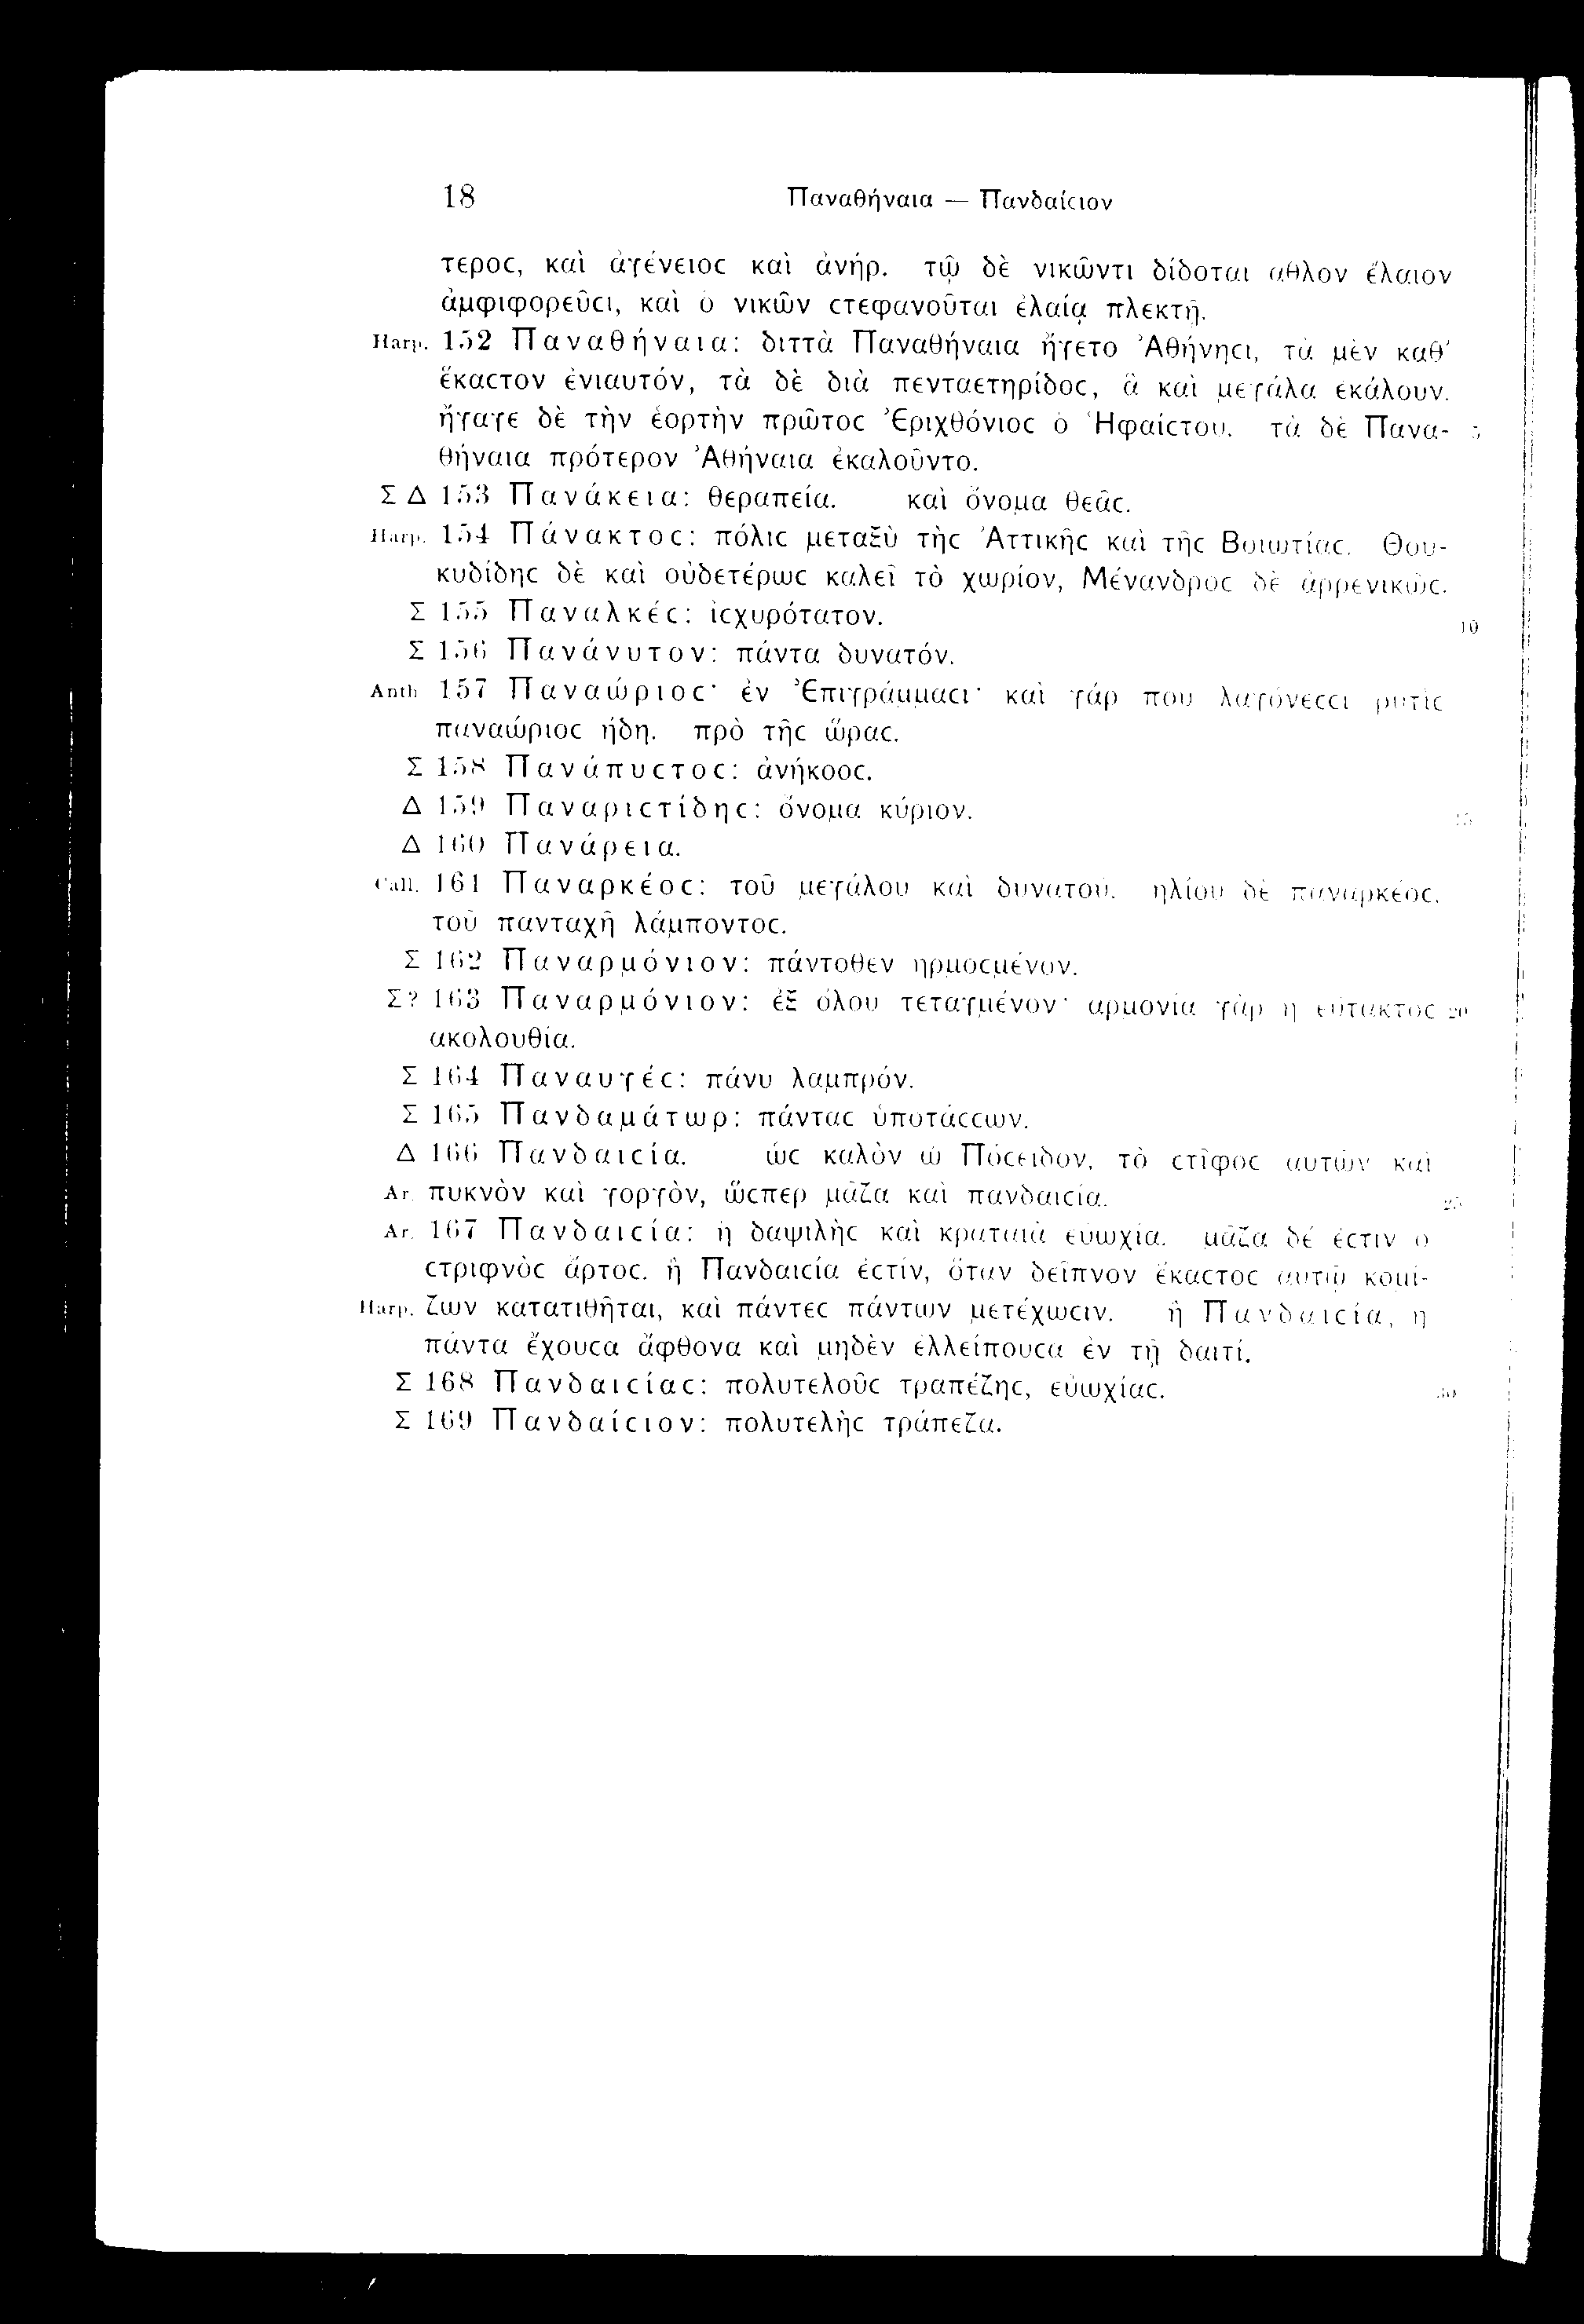 18 Παναθήναια — Πανδαίϲιον
τεροϲ, καὶ ἀγένειοϲ καὶ ἀνήρ. τῷ δὲ νικῶντι δίδοται ἆθλον ἔλαιον
ἀμφιφορεῦϲι, καὶ ὁ νικῶν ϲτεφανοῦται ἐλαίᾳ πλεκτῇ.
Harp. 152 Παναθήναια: διττὰ Παναθήναια ἤγετο Ἀθήνηϲι, τὰ μὲν καθ'
ἕκαϲτον ἐνιαυτόν, τὰ δὲ διὰ πενταετηρίδοϲ, ἃ καὶ μεγάλα ἐκάλουν.
ἤγαγε δὲ τὴν ἑορτὴν πρῶτοϲ Ἐριχθόνιοϲ ὁ Ἡφαίϲτου. τὰ δὲ Πανα- 5
θήναια πρότερον Ἀθήναια ἐκαλοῦντο.
Σ Δ 153 Πανάκεια: θεραπεία. καὶ ὄνομα θεᾶϲ.
Harp. 154 Πάνακτοϲ: πόλιϲ μεταξὺ τῆϲ Ἀττικῆϲ καὶ τῆϲ Βοιωτίαϲ. Θου-
κυδίδηϲ δὲ καὶ οὐδετέρωϲ καλεῖ τὸ χωρίον, Μένανδροϲ δὲ ἀρρενικῶϲ.
Σ 155 Παναλκέϲ: ἰϲχυρότατον. 10
Σ 156 Πανάνυτον: πάντα δυνατόν.
Anth 157 Παναώριοϲ· ἐν Ἐπιγράμμαϲι· καὶ γάρ που λαγόνεϲϲι ῥυτὶϲ
παναώριοϲ ἤδη. πρὸ τῆϲ ὥραϲ.
Σ 158 Πανάπυϲτοϲ: ἀνήκοοϲ.
Δ 159 Παναριϲτίδηϲ: ὄνομα κύριον. 15
Δ 160 Πανάρεια.
Call. 161 Παναρκέοϲ: τοῦ μεγάλου καὶ δυνατοῦ. ἡλίου δὲ παναρκέοϲ,
τοῦ πανταχῆ λάμποντοϲ.
Σ 162 Παναρμόνιον: πάντοθεν ἡρμοϲμένον.
Σ? 163 Παναρμόνιον: ἐξ ὅλου τεταγμένον· ἁρμονία γὰρ ἡ εὔτακτοϲ 20
ἀκολουθία.
Σ 164 Παναυγέϲ: πάνυ λαμπρόν.
Σ 165 Πανδαμάτωρ: πάνταϲ ὑποτάϲϲων.
Δ 166 Πανδαιϲία. ὡϲ καλὸν ὦ Πόϲειδον, τὸ ϲτῖφοϲ αὐτῶν καὶ
Ar. πυκνὸν καὶ γοργὸν, ὥϲπερ μᾶζα καὶ πανδαιϲία. 25
Ar. 167 Πανδαιϲία: ἡ δαψιλὴϲ καὶ κραταιὰ εὐωχία. μᾶζα δέ ἐϲτιν ὁ
ϲτριφνὸϲ ἄρτοϲ. ἢ Πανδαιϲία ἐϲτίν, ὅταν δεῖπνον ἕκαϲτοϲ αὑτῷ κομί-
Harp. ζων κατατιθῆται, καὶ πάντεϲ πάντων μετέχωϲιν. ἢ Πανδαιϲία, ἡ
πάντα ἔχουϲα ἄφθονα καὶ μηδὲν ἐλλείπουϲα ἐν τῇ δαιτί.
Σ 168 Πανδαιϲίαϲ: πολυτελοῦϲ τραπέζηϲ, εὐωχίαϲ. 30
Σ 169 Πανδαίϲιον: πολυτελὴϲ τράπεζα.